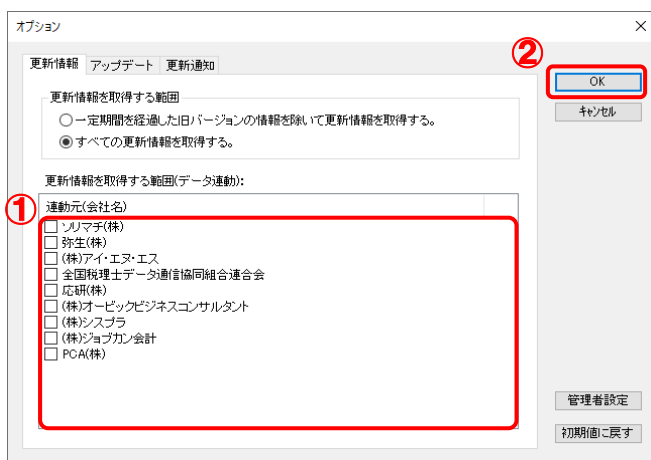 オプション
更新情報 アップデート 更新通知
②
OK
キャンセル
更新情報を取得する範囲
一定期間を経過した旧バージョンの情報を除いて更新情報を取得する。
すべての更新情報を取得する。
更新情報を取得する範囲(データ連動):
①
連動元(会社名)
ソリマチ(株)
弥生(株)
(株)アイ・エヌ・エス
全国税理士データ通信協同組合連合会
応研(株)
(株)オービックビジネスコンサルタント
(株)シスプラ
(株)ジョブカン会計
PCA(株)
管理者設定
初期値に戻す